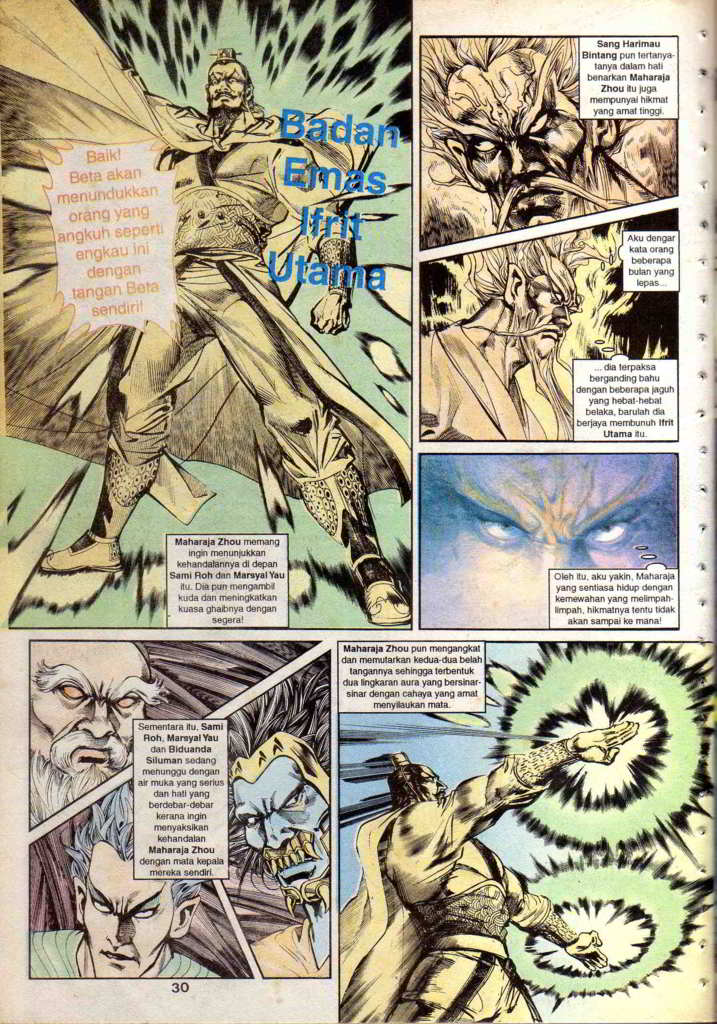 Baik!
Beta akan
menundukkan
orang yang
angkuh seperti
engkau ini
dengan
tangan Beta
sendiri!
Badan
Emas
Ifrit
Utama
Maharaja Zhou memang
ingin menunjukkan
kehandalannya di depan
Sami Roh dan Marsyal Yau
itu. Dia pun mengambil
kuda dan meningkatkan
kuasa ghaibnya dengan
segera!
Sang Harimau
Bintang pun tertanya-
tanya dalam hati
benarkan Maharaja
Zhou itu juga
mempunyai hikmat
yang amat tinggi.
Aku dengar
kata orang
beberapa
bulan yang
lepas...
... dia terpaksa
berganding bahu
dengan beberapa jaguh
yang hebat-hebat
belaka, barulah dia
berjaya membunuh Ifrit
Utama itu.
Oleh itu, aku yakin, Maharaja
yang sentiasa hidup dengan
kemewahan yang melimpah-
limpah, hikmatnya tentu tidak
akan sampai ke mana!
Sementara itu, Sami
Roh, Marsyal Yau
dan Biduanda
Siluman sedang
menunggu dengan
air muka yang serius
dan hati yang
berdebar-debar
kerana ingin
menyaksikan
kehandalan
Maharaja Zhou
dengan mata kepala
mereka sendiri.
Maharaja Zhou pun mengangkat
dan memutarkan kedua-dua belah
tangannya sehingga terbentuk
dua lingkaran aura yang bersinar-
sinar dengan cahaya yang amat
menyilaukan mata.
30